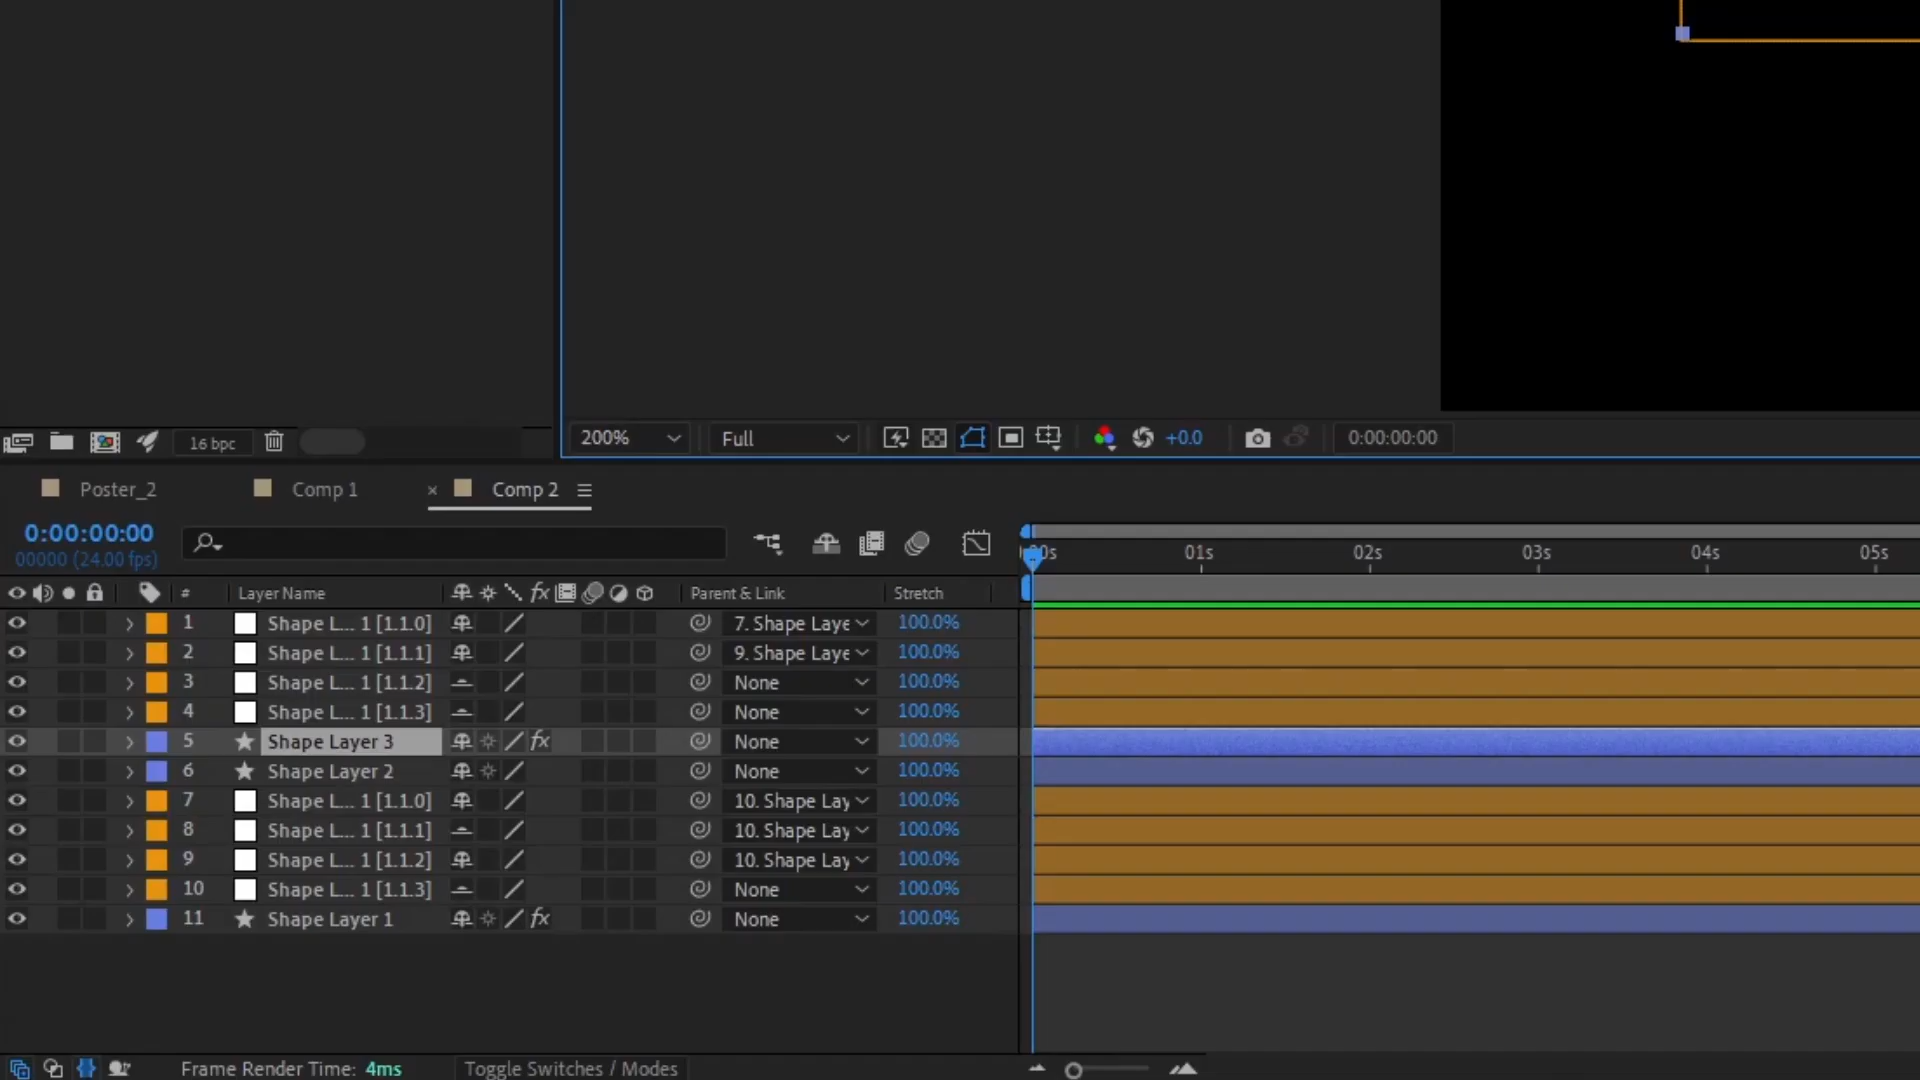 16 bpc
200% Full +0.0 0:00:00:00
Poster_2 Comp 1 × Comp 2
0:00:00:00
00000 (24.00 fps)
01s 02s 03s 04s 05s
# Layer Name fx Parent & Link Stretch
1 Shape L... 1 [1.1.0] 7. Shape Laye 100.0%
2 Shape L... 1 [1.1.1] 9. Shape Laye 100.0%
3 Shape L... 1 [1.1.2] None 100.0%
4 Shape L... 1 [1.1.3] None 100.0%
5 Shape Layer 3 fx None 100.0%
6 Shape Layer 2 None 100.0%
7 Shape L... 1 [1.1.0] 10. Shape Lay 100.0%
8 Shape L... 1 [1.1.1] 10. Shape Lay 100.0%
9 Shape L... 1 [1.1.2] 10. Shape Lay 100.0%
10 Shape L... 1 [1.1.3] None 100.0%
11 Shape Layer 1 fx None 100.0%
Frame Render Time: 4ms Toggle Switches / Modes